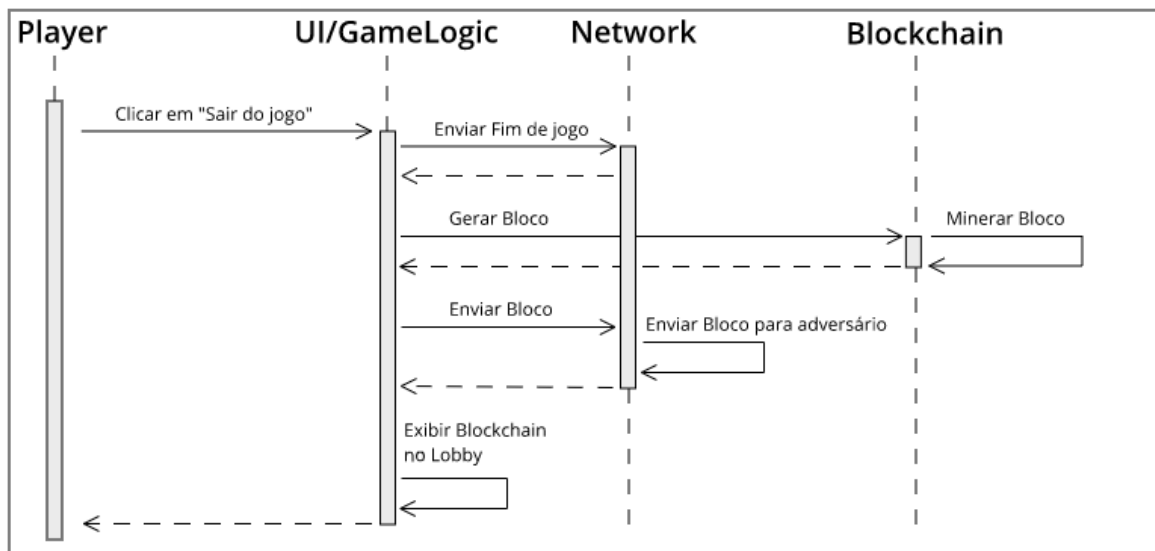 Player
UI/GameLogic
Network
Blockchain
Clicar em "Sair do jogo"
Enviar Fim de jogo
Gerar Bloco
Minerar Bloco
Enviar Bloco
Enviar Bloco para adversário
Exibir Blockchain
no Lobby